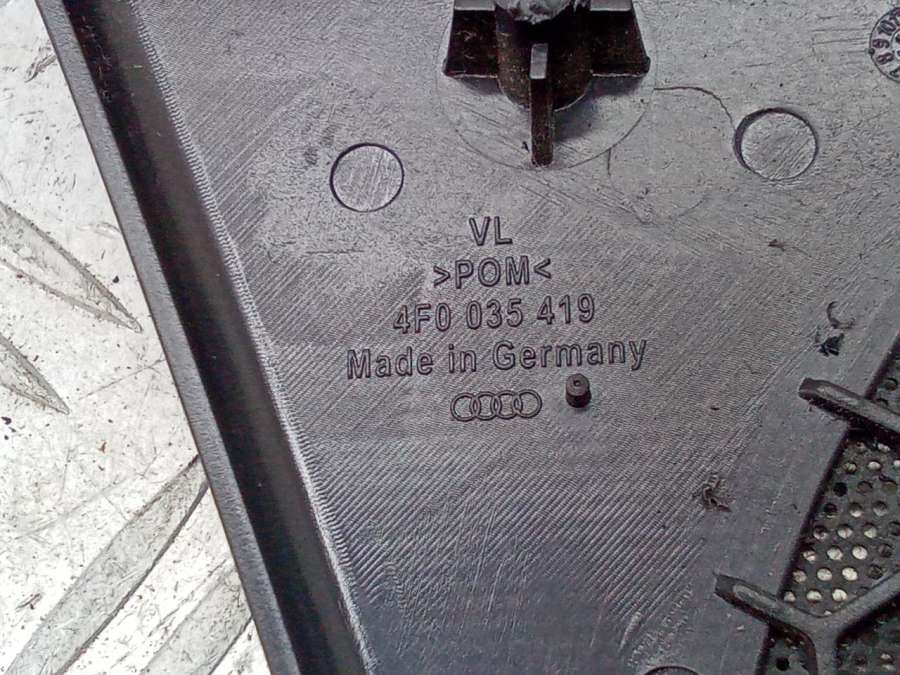 VL
>POM<
4F0 035 419
Made in Germany